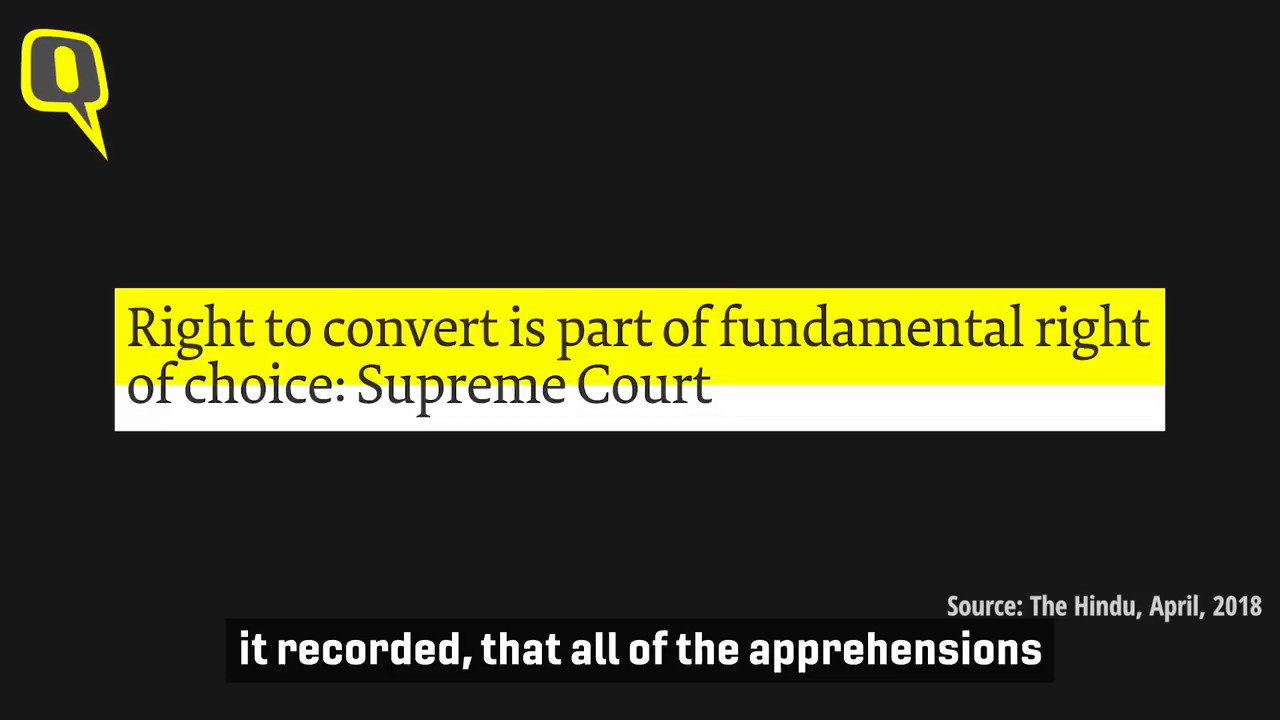 Right to convert is part of fundamental right
of choice: Supreme Court
Source: The Hindu, April, 2018
it recorded, that all of the apprehensions